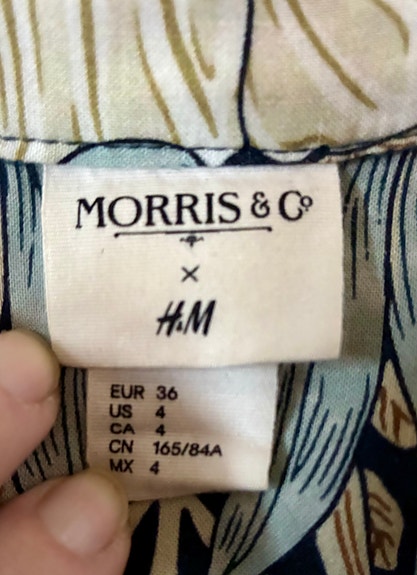 MORRIS & Cº
×
H&M
EUR 36
US 4
CA 4
CN 165/84A
MX 4